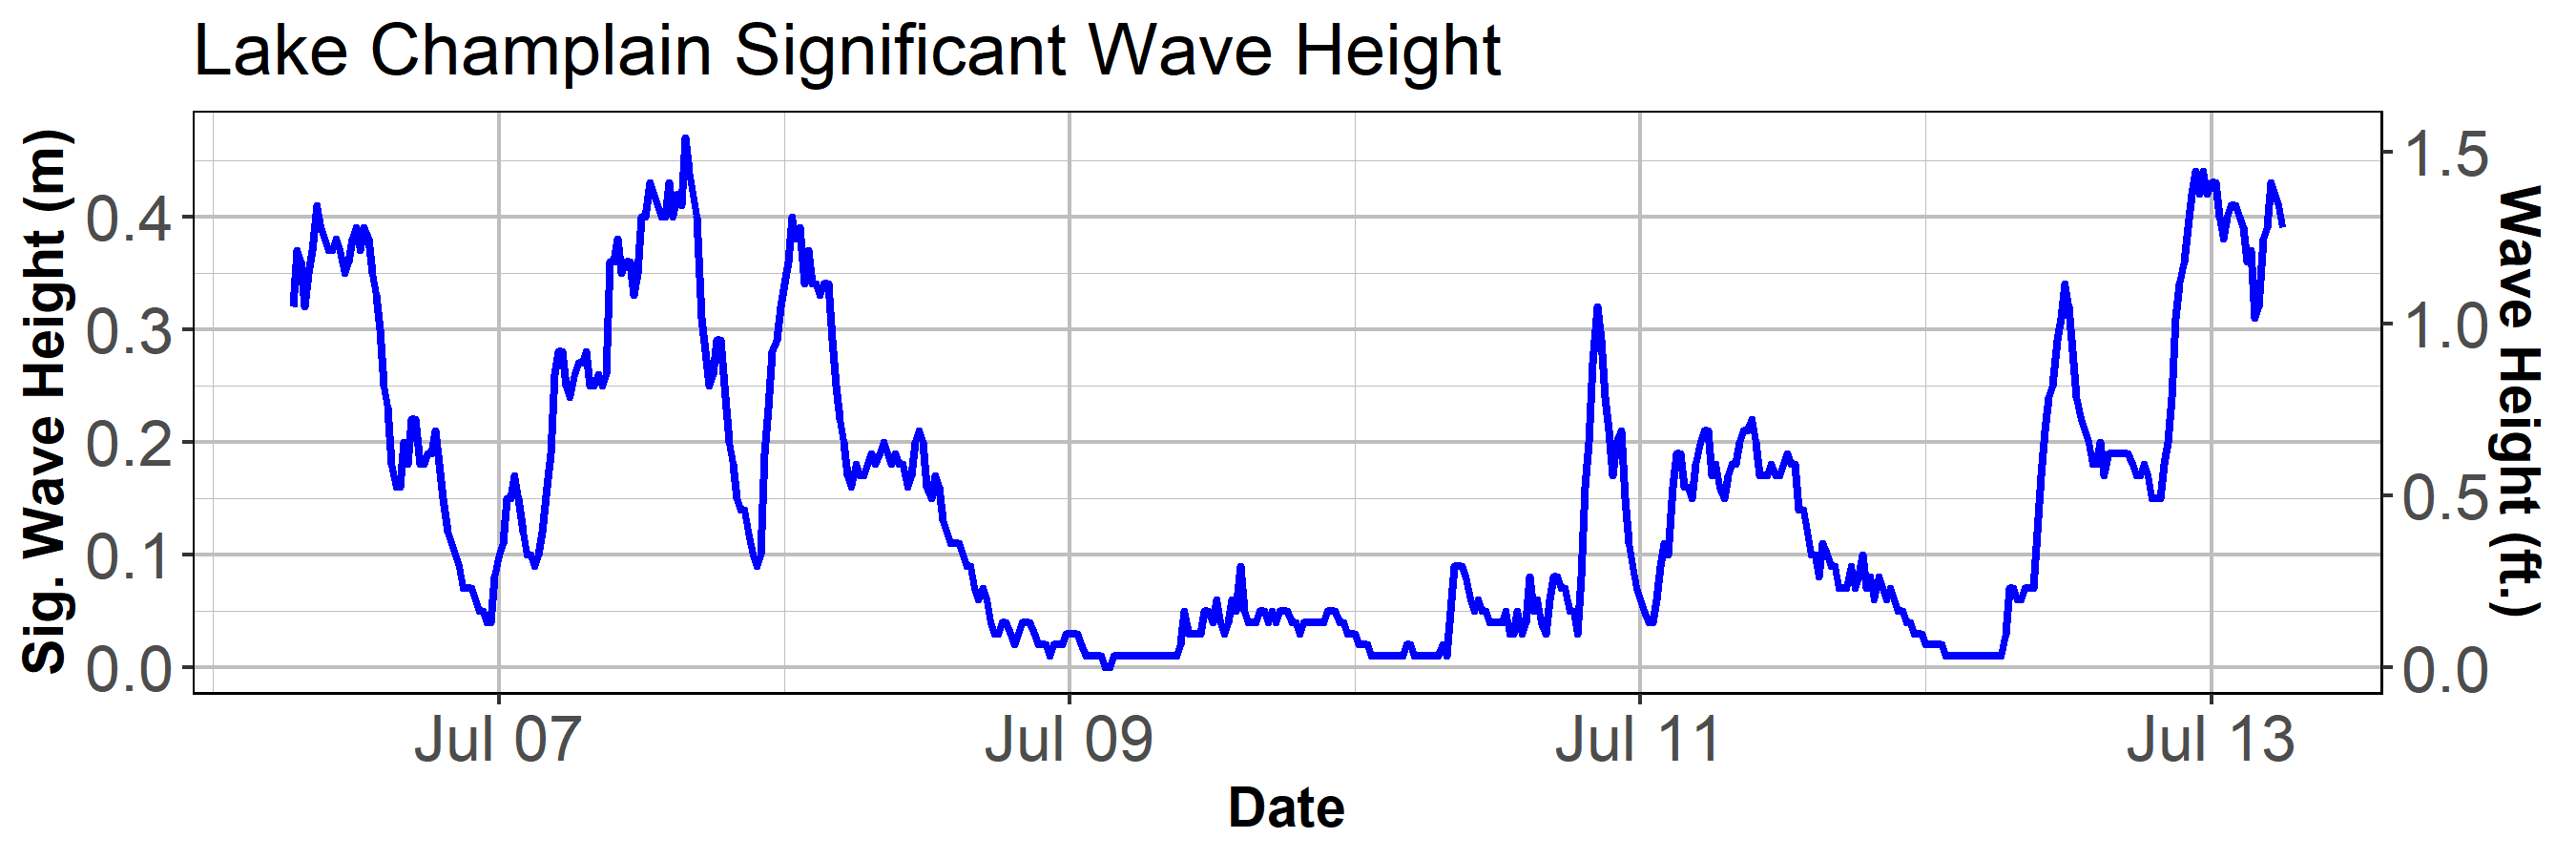 Lake Champlain Significant Wave Height
Sig. Wave Height (m)
0.4
0.3
0.2
0.1
0.0
1.5
1.0
0.5
0.0
Wave Height (ft.)
Jul 07 Jul 09 Jul 11 Jul 13
Date